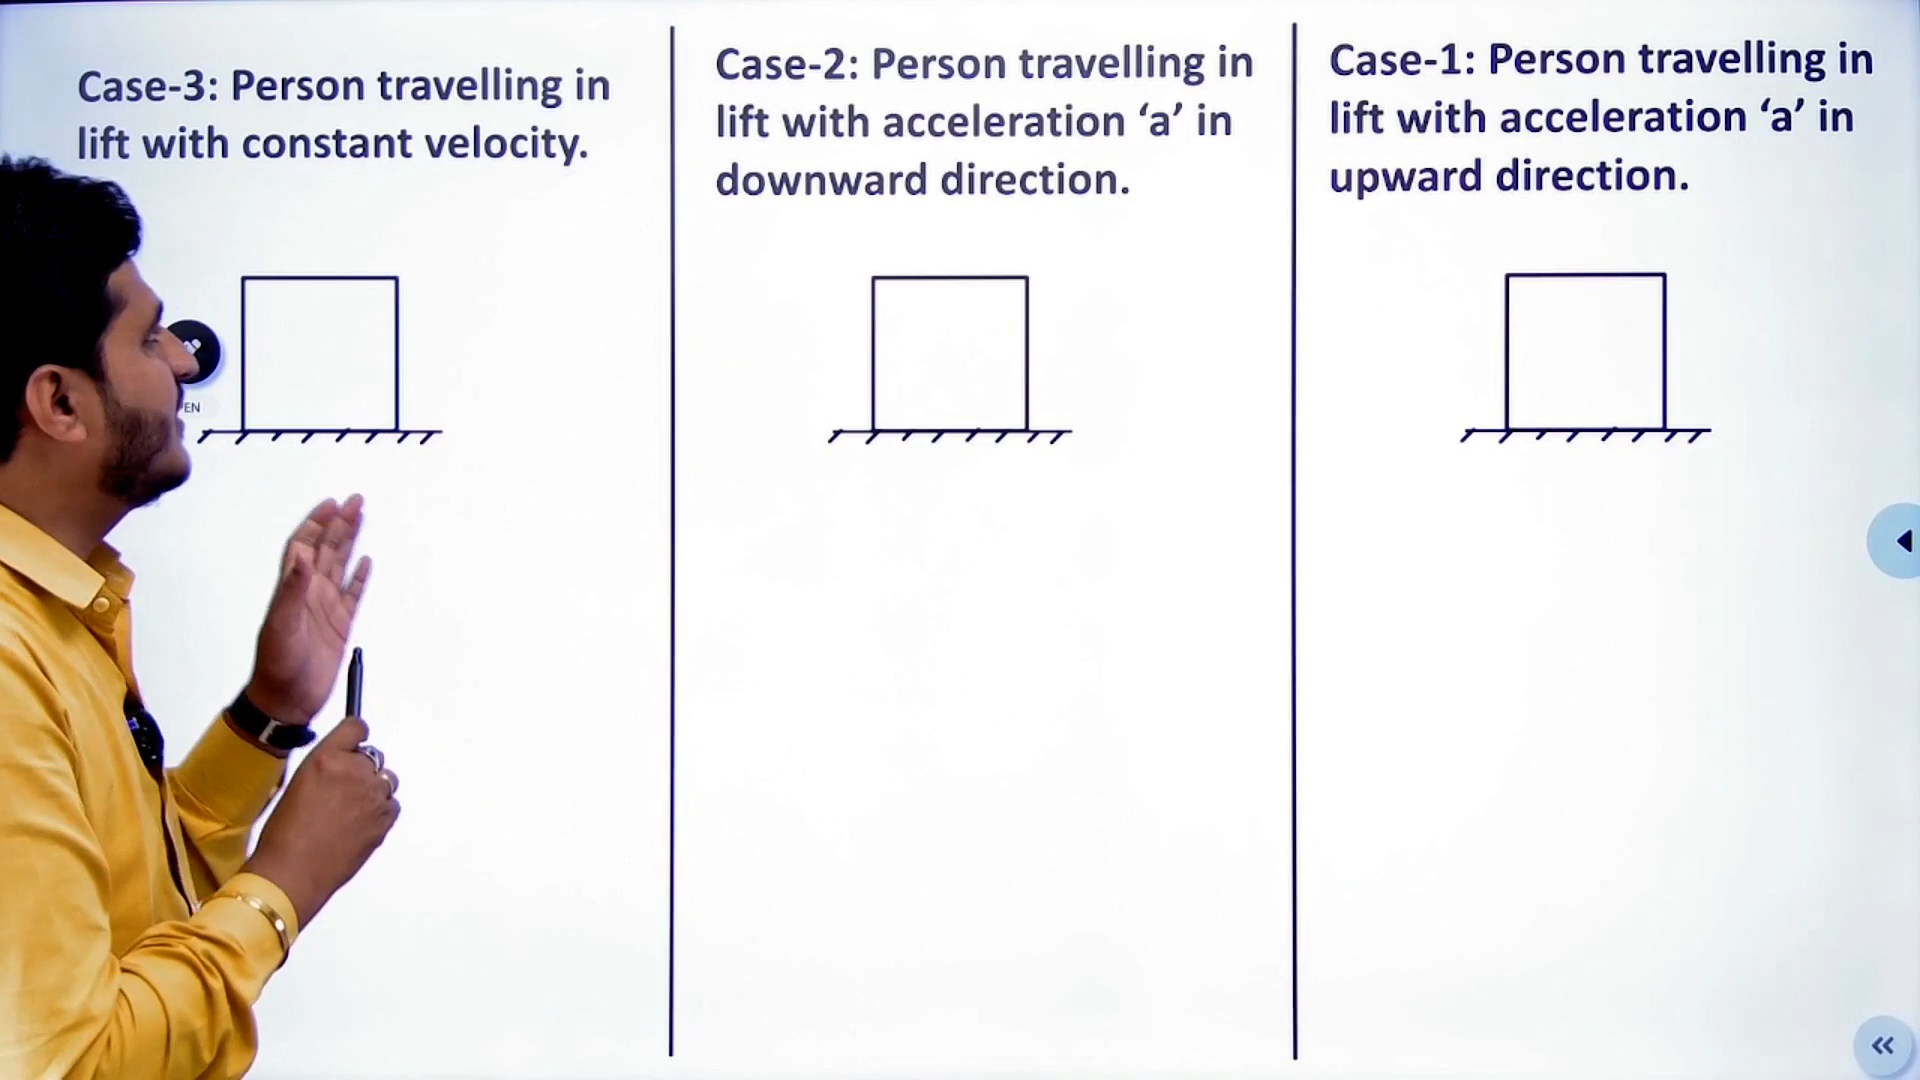 Case-3: Person travelling in
lift with constant velocity.
Case-2: Person travelling in
lift with acceleration ‘a’ in
downward direction.
Case-1: Person travelling in
lift with acceleration ‘a’ in
upward direction.
EN